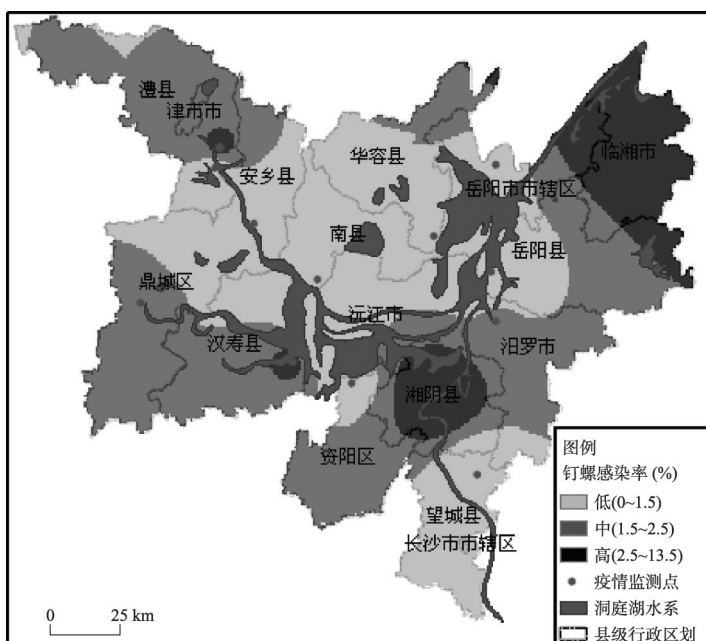 澧县
津市市
安乡县
华容县
临湘市
岳阳市市辖区
南县
岳阳县
鼎城区
沅江市
汉寿县
汨罗市
湘阴县
资阳区
望城县
长沙市市辖区
图例
钉螺感染率 (%)
低(0~1.5)
中(1.5~2.5)
高(2.5~13.5)
疫情监测点
洞庭湖水系
县级行政区划
0 25 km